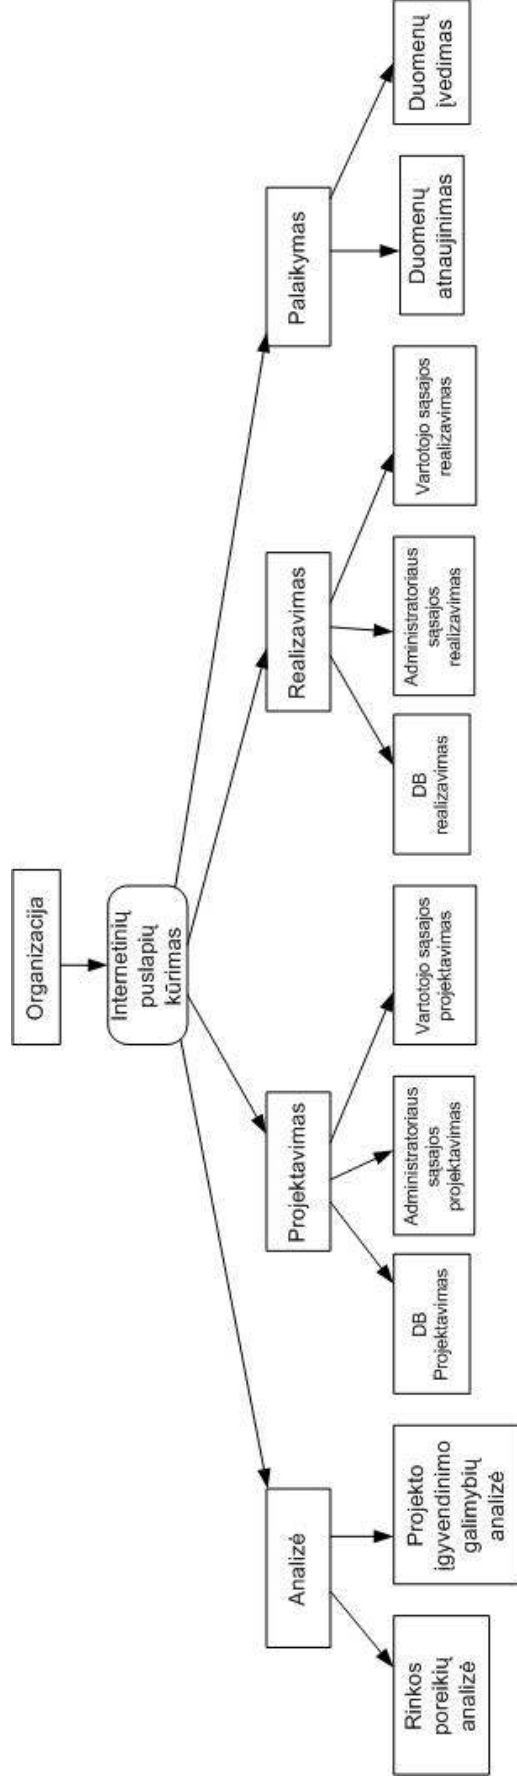 Organizacija
Internetinių
puslapių
kūrimas
Analizė
Projektavimas
Realizavimas
Palaikymas
Rinkos
poreikių
analizė
Projekto
įgyvendinimo
galimybių
analizė
DB
Projektavimas
Administratoriaus
sąsajos
projektavimas
Vartotojo sąsajos
projektavimas
DB
realizavimas
Administratoriaus
sąsajos
realizavimas
Vartotojo sąsajos
realizavimas
Duomenų
atnaujinimas
Duomenų
įvedimas